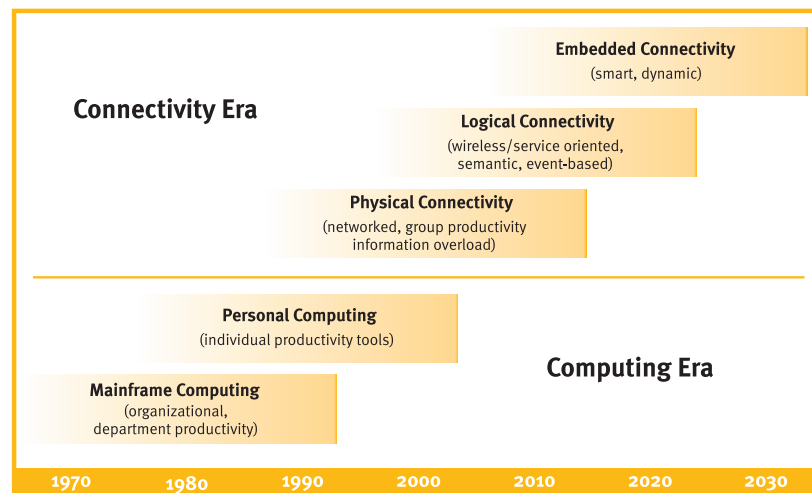 Embedded Connectivity
(smart, dynamic)
Connectivity Era
Logical Connectivity
(wireless/service oriented,
semantic, event-based)
Physical Connectivity
(networked, group productivity
information overload)
Personal Computing
(individual productivity tools)
Computing Era
Mainframe Computing
(organizational,
department productivity)
1970 1980 1990 2000 2010 2020 2030